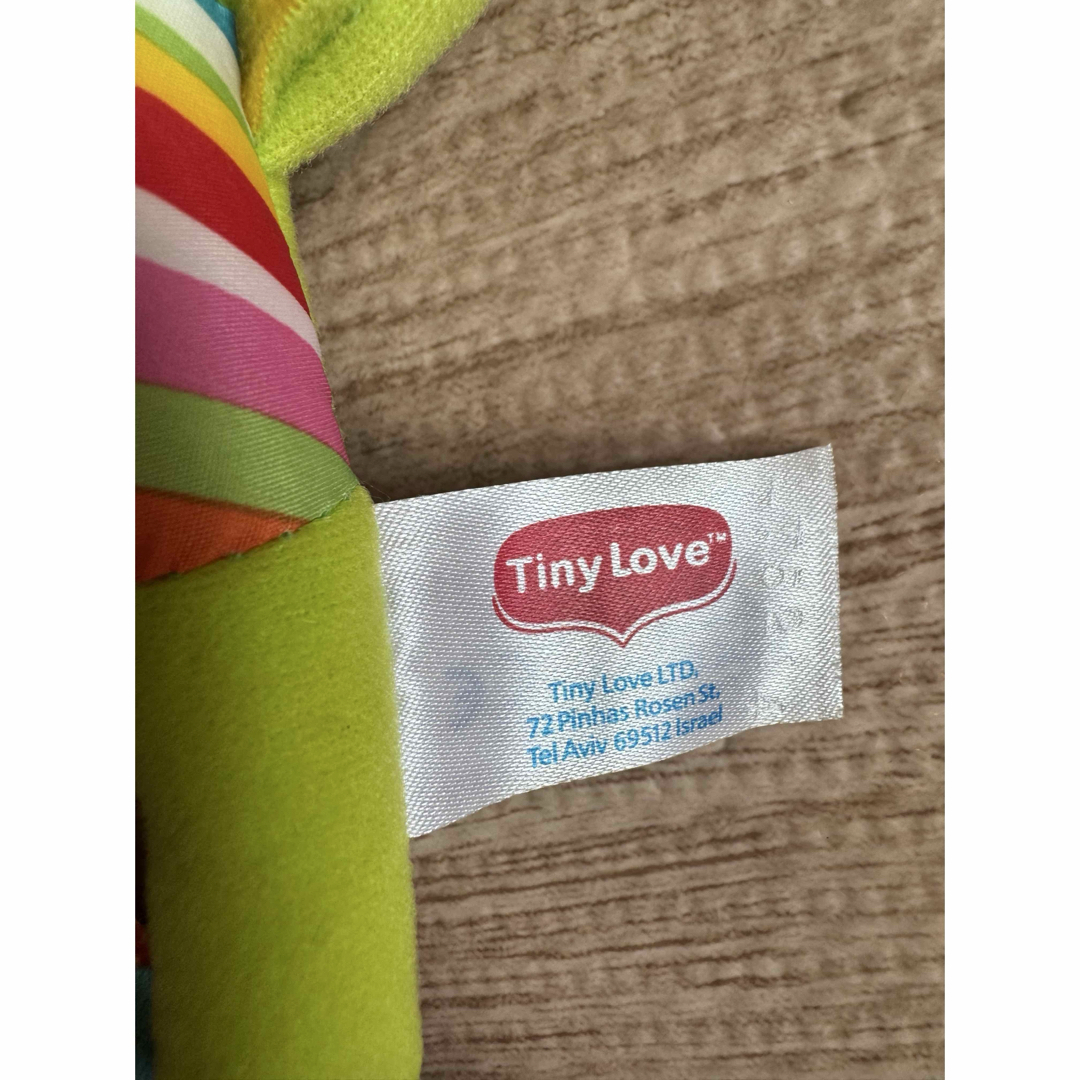 Tiny Love™
Tiny Love LTD.
72 Pinhas Rosen St.
Tel Aviv 69512 Israel